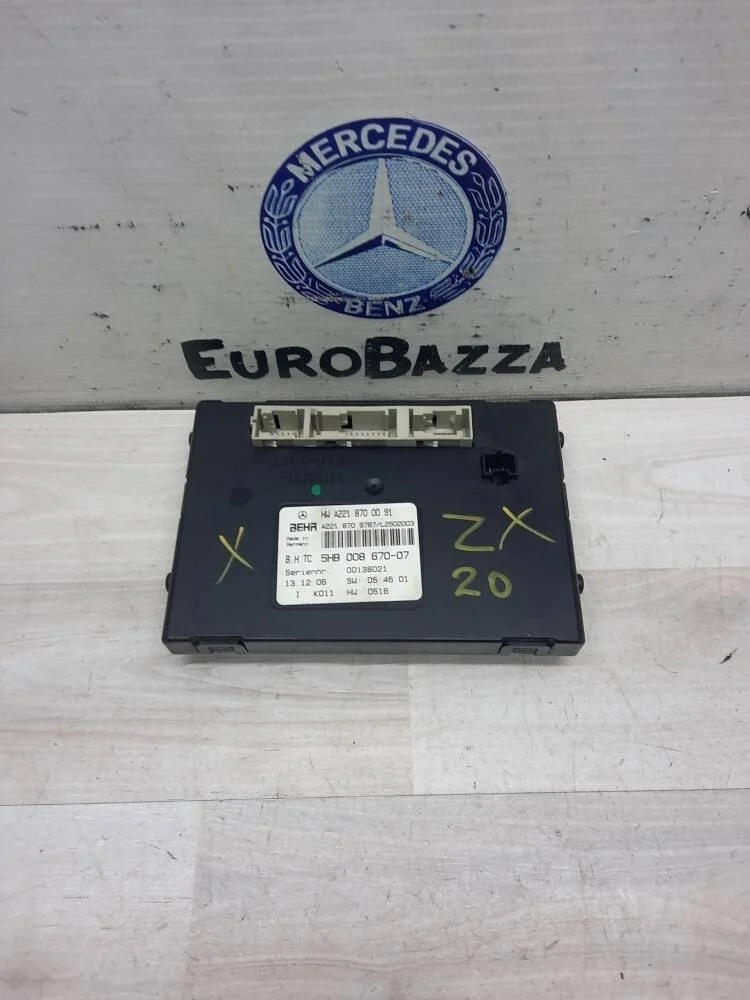 MERCEDES
BENZ
EUROBAZZA
HW A221 870 00 91
BEHR A221 870 9787/L2502003
Made in
Germany
B.H.TC 5HB 008 670-07
Seriennr. 00138021
13.12.06 SW: 05.46 01
I K011 HW: 0516
X
ZX
20